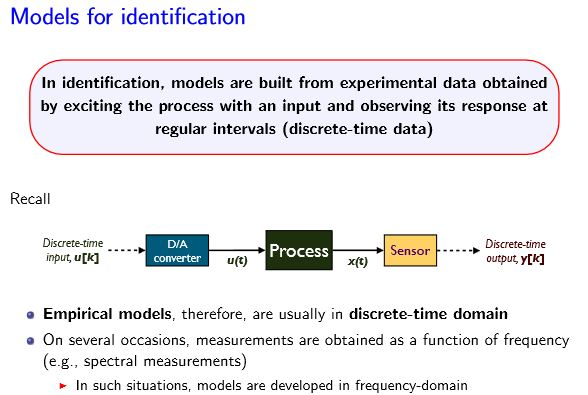 Models for identification
In identification, models are built from experimental data obtained
by exciting the process with an input and observing its response at
regular intervals (discrete-time data)
Recall
Discrete-time
input, u[k]
D/A
converter
u(t)
Process
x(t)
Sensor
Discrete-time
output, y[k]
Empirical models, therefore, are usually in discrete-time domain
On several occasions, measurements are obtained as a function of frequency
(e.g., spectral measurements)
In such situations, models are developed in frequency-domain